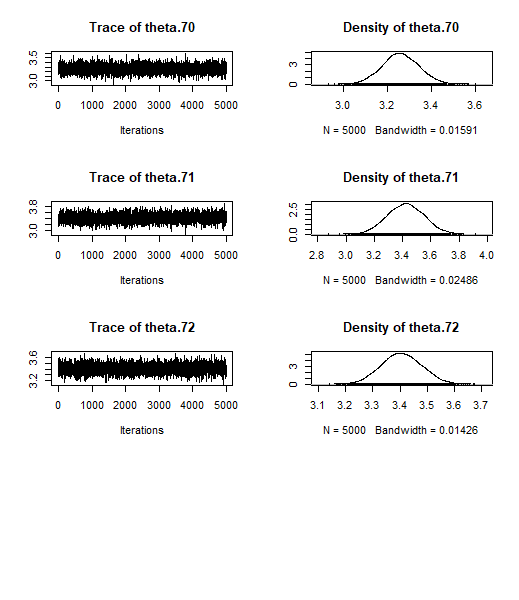 Trace of theta.70
3.0 3.5
0 1000 2000 3000 4000 5000
Iterations
Density of theta.70
0 3
3.0 3.2 3.4 3.6
N = 5000 Bandwidth = 0.01591
Trace of theta.71
3.0 3.8
0 1000 2000 3000 4000 5000
Iterations
Density of theta.71
0.0 2.5
2.8 3.0 3.2 3.4 3.6 3.8 4.0
N = 5000 Bandwidth = 0.02486
Trace of theta.72
3.2 3.6
0 1000 2000 3000 4000 5000
Iterations
Density of theta.72
0 3
3.1 3.2 3.3 3.4 3.5 3.6 3.7
N = 5000 Bandwidth = 0.01426